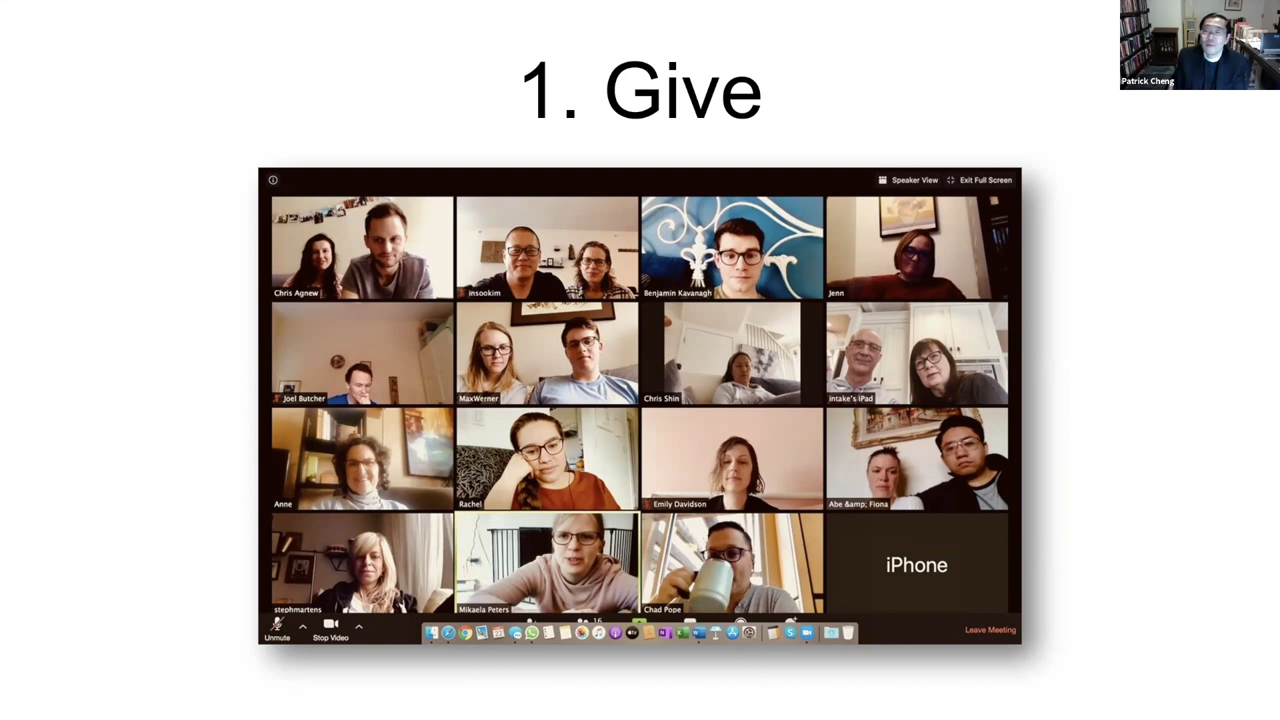 1. Give
Patrick Cheng
Speaker View
Exit Full Screen
Chris Agnew
insookim
Benjamin Kavanagh
Jenn
Joel Butcher
MaxWerner
Chris Shin
intake's iPad
Anne
Rachel
Emily Davidson
Abe &amp; Fiona
stephmartens
Mikaela Peters
Chad Pope
iPhone
16
Unmute
Stop Video
Leave Meeting